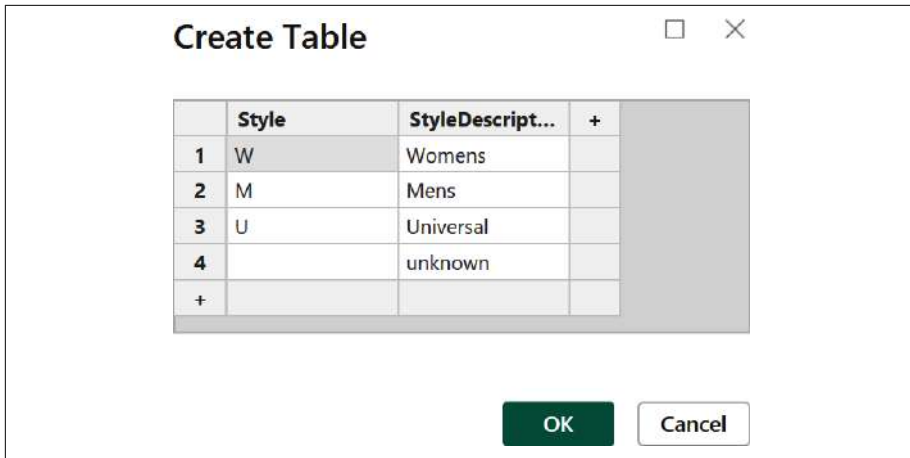 Create Table
Style StyleDescript... +
1 W Womens
2 M Mens
3 U Universal
4 unknown
+
OK Cancel